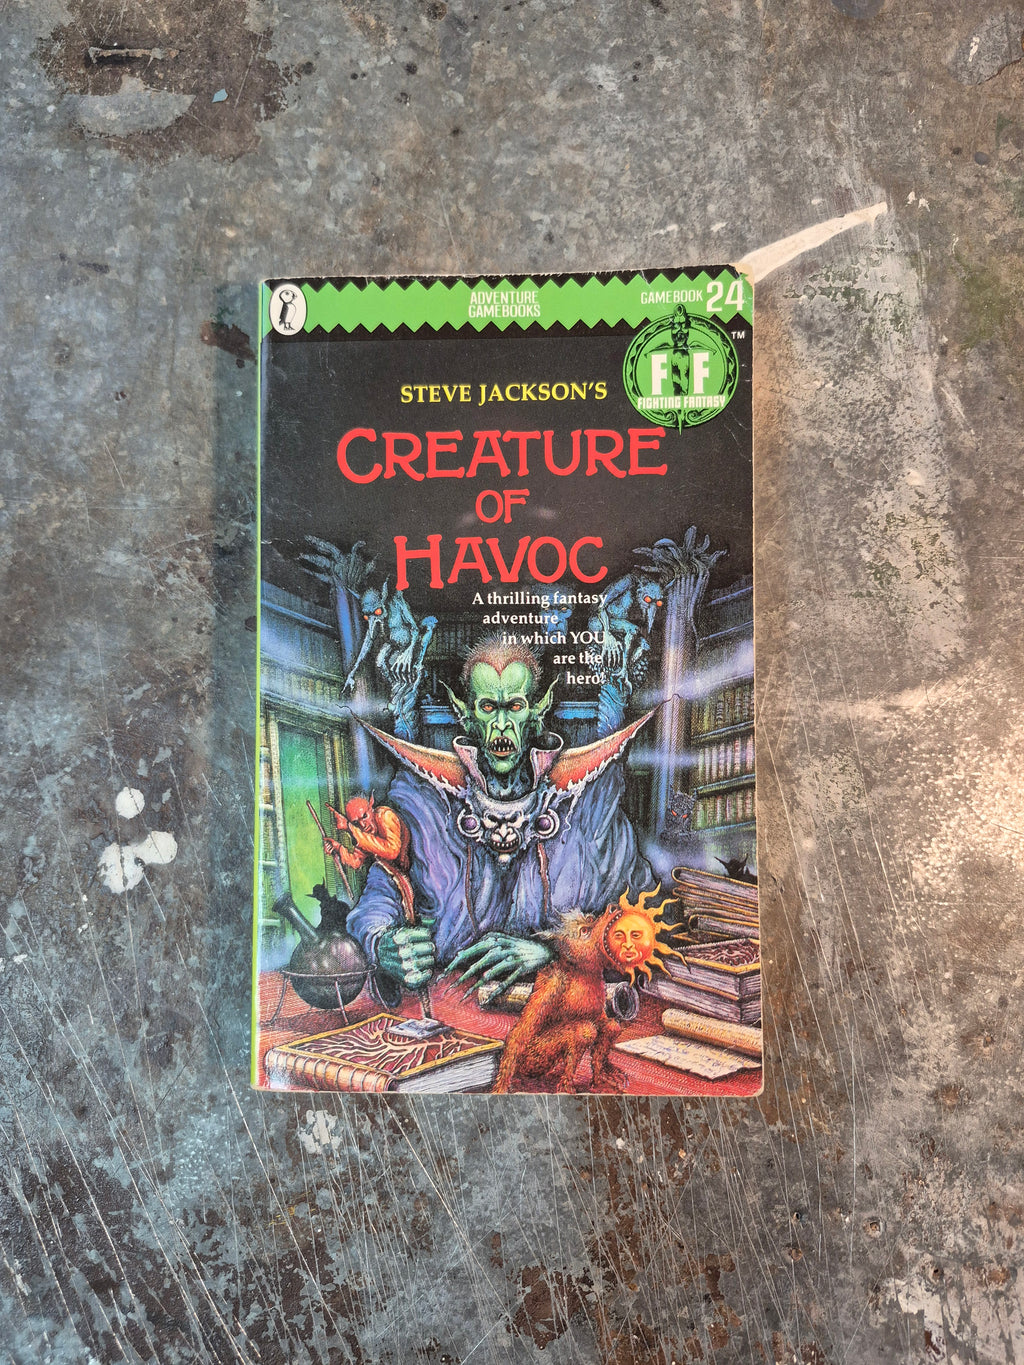 ADVENTURE
GAMEBOOKS
GAMEBOOK 24
TM
FF
FIGHTING FANTASY
STEVE JACKSON'S
CREATURE
OF
HAVOC
A thrilling fantasy
adventure
in which YOU
are the
hero!